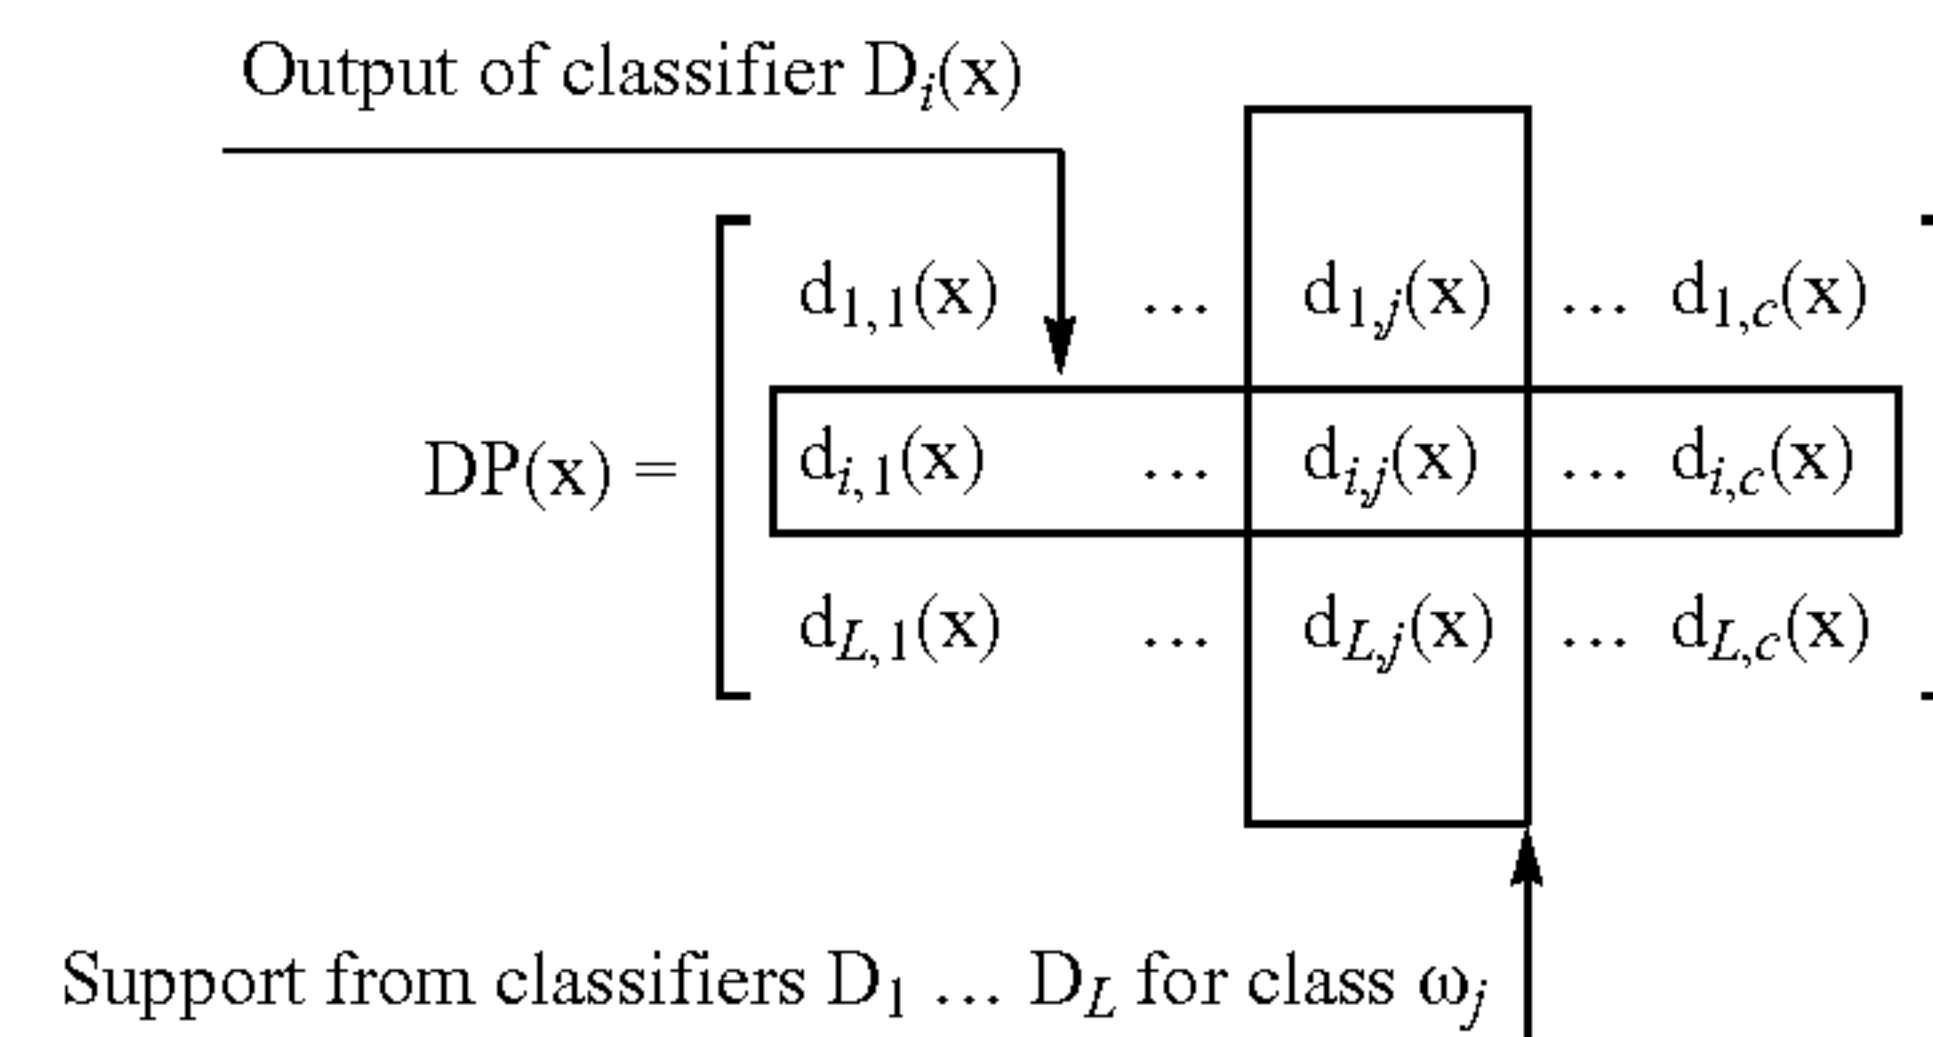 Output of classifier Dᵢ(x)
d₁,₁(x) ... d₁,ⱼ(x) ... d₁,c(x)
DP(x) = dᵢ,₁(x) ... dᵢ,ⱼ(x) ... dᵢ,c(x)
d_L,₁(x) ... d_L,ⱼ(x) ... d_L,c(x)
Support from classifiers D₁ ... D_L for class ωⱼ